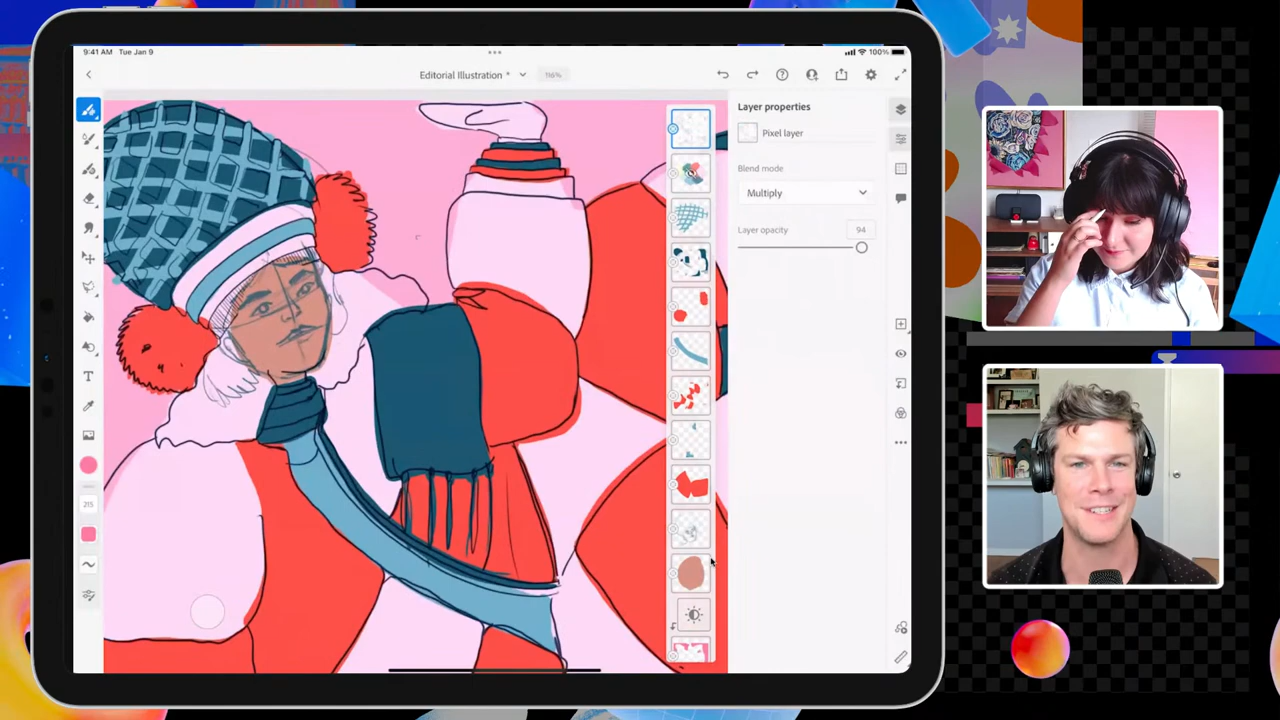 9:41 AM Tue Jan 9
100%
Editorial Illustration *
116%
Layer properties
Pixel layer
Blend mode
Multiply
Layer opacity
94
T
215